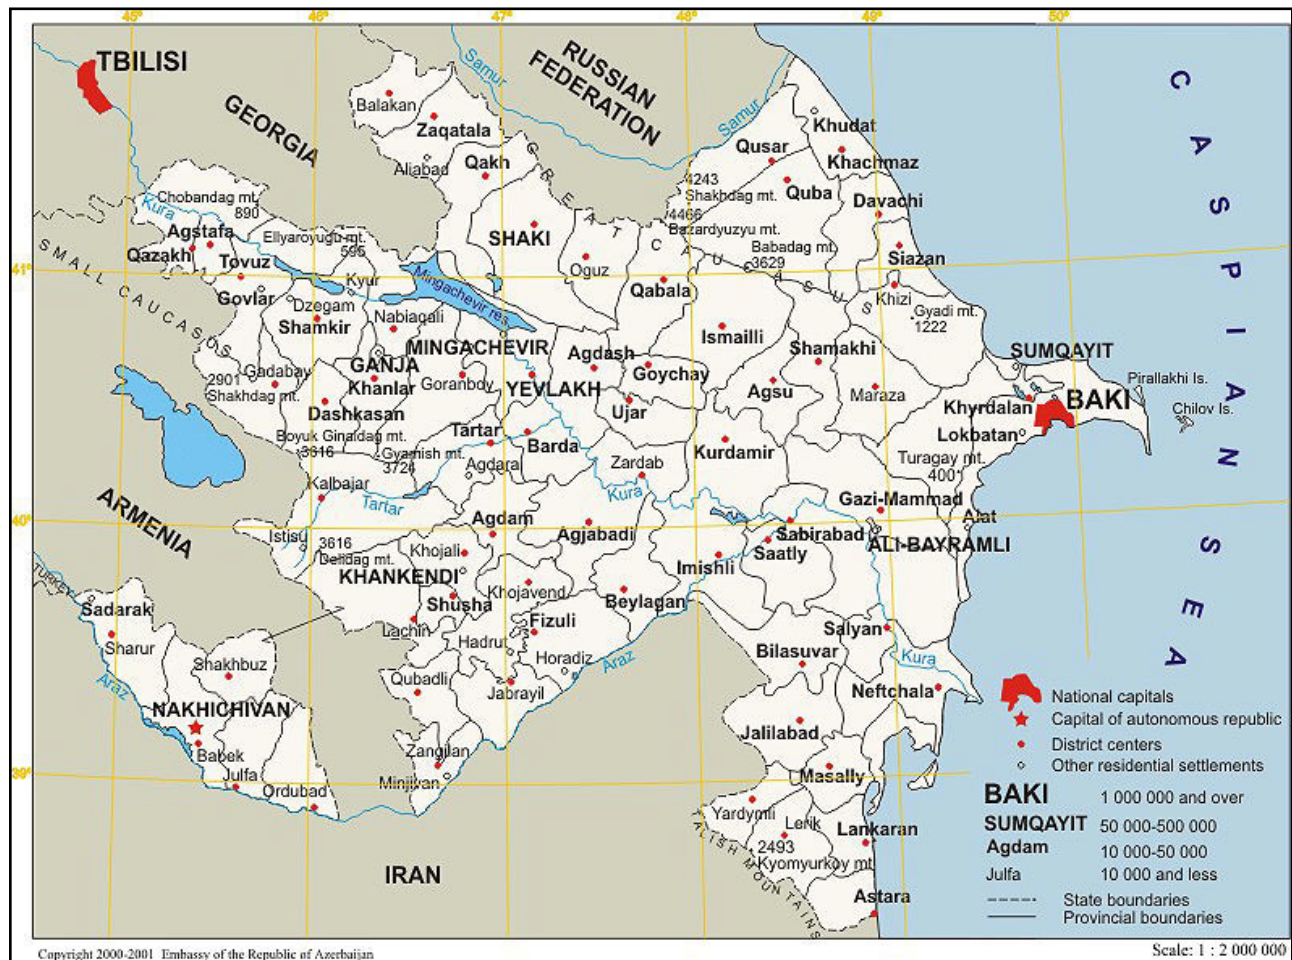 45° 46° 47° 48° 49° 50°
TBILISI
GEORGIA
RUSSIAN
FEDERATION
Samur
Samur
CASPIAN SEA
Balakan
Zaqatala
Aliabad
Qakh
GREAT CAUCASUS
Khudat
Qusar
Khachmaz
4243
Shakhdag mt.
Quba
Davachi
4466
Bazardyuzyu mt.
Babadag mt.
3629
Siazan
Chobandag mt.
890
Kura
Agstafa
Qazakh
Ellyaroyugu mt.
596
Tovuz
SHAKI
Oguz
Qabala
Khizi
Gyadi mt.
1222
41°
SMALL CAUCASUS
Govlar
Kyur
Dzegam
Shamkir
Nabiagali
Mingachevir res.
MINGACHEVIR
Ismailli
Shamakhi
SUMQAYIT
Pirallakhi Is.
Chilov Is.
GANJA
Khanlar
Goranboy
YEVLAKH
Agdash
Goychay
Agsu
Maraza
Khyrdalan
BAKI
Gadabay
2901
Shakhdag mt.
Dashkasan
Ujar
Lokbatan
Boyuk Ginaldag mt.
3316
Gyamish mt.
3724
Tartar
Barda
Kurdamir
Turagay mt.
400
Agdara
Zardab
Kalbajar
Tartar
Kura
Gazi-Mammad
ARMENIA
40°
Agdam
Agjabadi
Alat
Sabirabad
Saatly
ALI-BAYRAMLI
Istisu
3616
Delidag mt.
Khojali
KHANKENDI
Imishli
TURKEY
Sadarak
Khojavend
Beylagan
Shusha
Fizuli
Sharur
Lachin
Hadrut
Salyan
Shakhbuz
Horadiz
Araz
Bilasuvar
Kura
Araz
Qubadli
Jabrayil
Neftchala
NAKHICHIVAN
Babek
Zangilan
Minjivan
Jalilabad
39°
Julfa
Ordubad
Masally
Yardymli
Lerik
Lankaran
2493
Kyomyurkoy mt.
TALISH MOUNTAINS
IRAN
Astara
National capitals
Capital of autonomous republic
District centers
Other residential settlements
BAKI 1 000 000 and over
SUMQAYIT 50 000-500 000
Agdam 10 000-50 000
Julfa 10 000 and less
State boundaries
Provincial boundaries
Copyright 2000-2001 Embassy of the Republic of Azerbaijan
Scale: 1 : 2 000 000